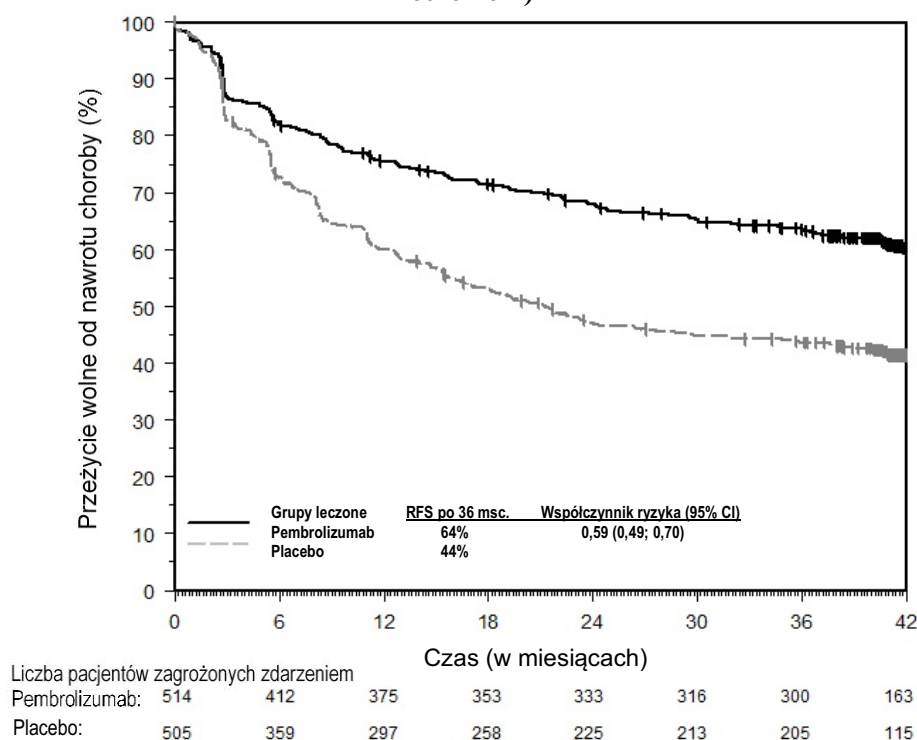 100
90
80
70
60
50
40
30
20
10
0
Przeżycie wolne od nawrotu choroby (%)
Grupy leczone RFS po 36 msc. Współczynnik ryzyka (95% CI)
Pembrolizumab 64% 0,59 (0,49; 0,70)
Placebo 44%
0 6 12 18 24 30 36 42
Czas (w miesiącach)
Liczba pacjentów zagrożonych zdarzeniem
Pembrolizumab: 514 412 375 353 333 316 300 163
Placebo: 505 359 297 258 225 213 205 115